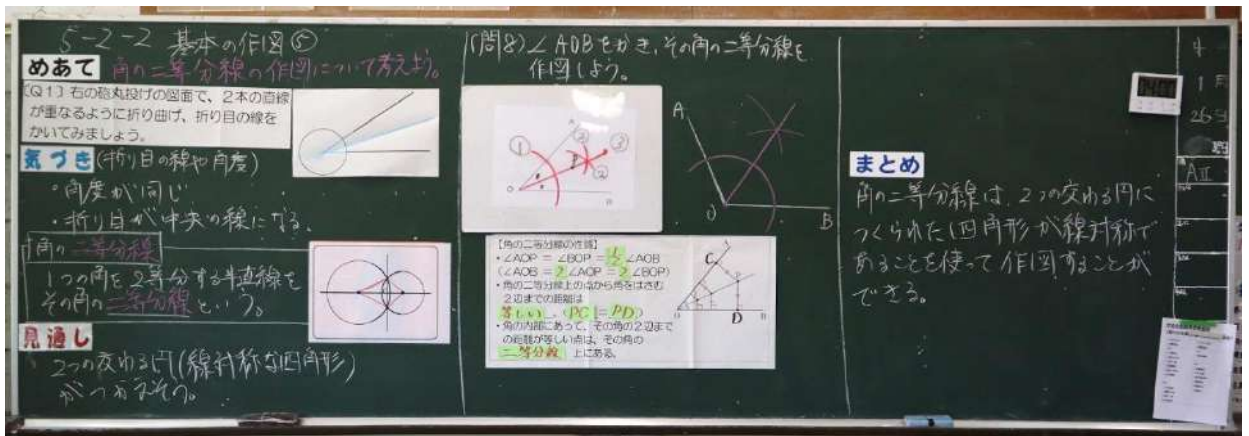 5-2-2 基本の作図⑤
めあて 角の二等分線の作図について考えよう。
[Q1] 右の砲丸投げの図面で、2本の直線
が重なるように折り曲げ、折り目の線を
かいてみましょう。
気づき(折り目の線や角度)
・角度が同じ
・折り目が中央の線になる。
角の二等分線
1つの角を2等分する半直線を
その角の二等分線という。
見通し
2つの交わる円(線対称な四角形)
がつかえそう。
(問8)∠AOBをかき、その角の二等分線を
作図しよう。
① ② ③
②
P
O
A
O
B
【角の二等分線の性質】
・∠AOP = ∠BOP = 1/2 ∠AOB
(∠AOB = 2 ∠AOP = 2 ∠BOP)
・角の二等分線上の点から角をはさむ
2辺までの距離は
等しい 。(PC = PD)
・角の内部にあって、その角の2辺まで
の距離が等しい点は、その角の
二等分線 上にある。
C
D
まとめ
角の二等分線は、2つの交わる円に
つくられた四角形が線対称で
あることを使って作図することが
できる。
4
1 月
26
AⅡ